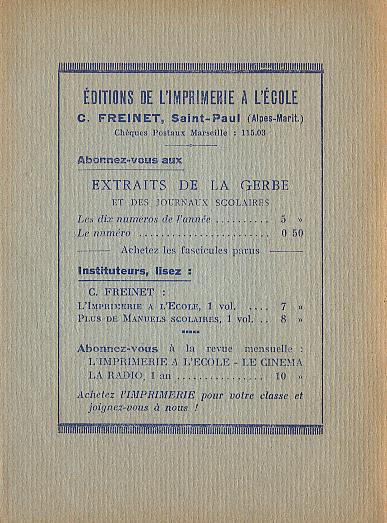 ÉDITIONS DE L'IMPRIMERIE A L'ÉCOLE
C. FREINET, Saint-Paul (Alpes-Marit.)
Chèques Postaux Marseille : 115.03
Abonnez-vous aux
EXTRAITS DE LA GERBE
ET DES JOURNAUX SCOLAIRES
Les dix numeros de l'année .......... 5 »
Le numéro ....................... 0 50
Achetez les fascicules parus
Instituteurs, lisez :
C. FREINET :
L'IMPRIMERIE A L'ECOLE, 1 vol. .... 7 »
PLUS DE MANUELS SCOLAIRES, 1 vol. .. 8 »
Abonnez-vous à la revue mensuelle :
L'IMPRIMERIE A L'ECOLE - LE CINEMA
LA RADIO, 1 an ................ 10 »
Achetez l'IMPRIMERIE pour votre classe et
joignez-vous à nous !